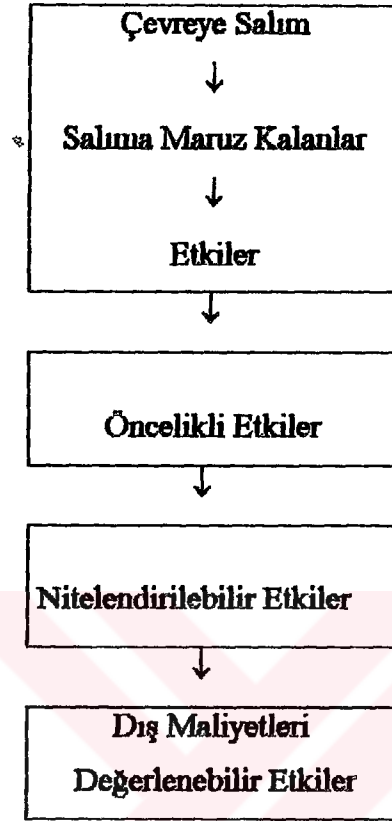 Çevreye Salım
↓
Salıma Maruz Kalanlar
↓
Etkiler
↓
Öncelikli Etkiler
↓
Nitelendirilebilir Etkiler
↓
Dış Maliyetleri
Değerlenebilir Etkiler